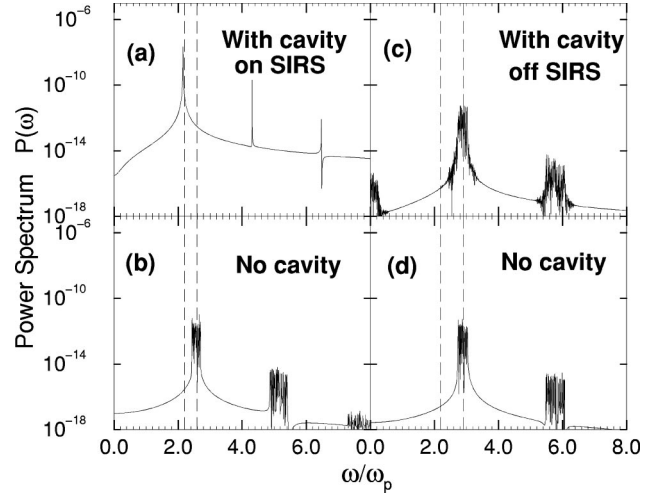 10^-6
(a)
With cavity
on SIRS
(c)
With cavity
off SIRS
10^-10
10^-14
10^-18
Power Spectrum P(ω)
10^-6
(b)
No cavity
(d)
No cavity
10^-10
10^-14
10^-18
0.0 2.0 4.0 6.0 0.0 2.0 4.0 6.0 8.0
ω/ω_p